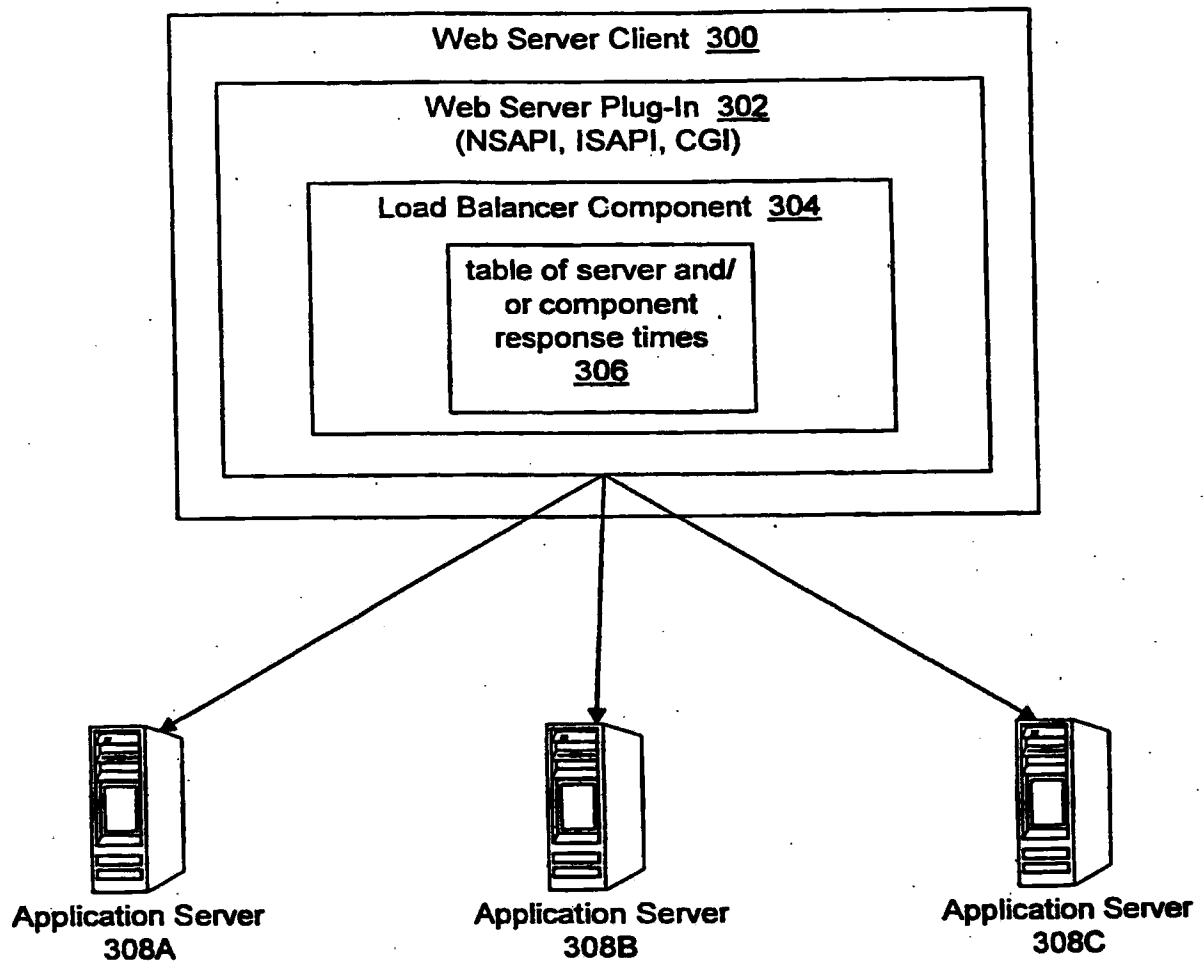 Web Server Client 300
Web Server Plug-In 302
(NSAPI, ISAPI, CGI)
Load Balancer Component 304
table of server and/
or component
response times
306
Application Server
308A
Application Server
308B
Application Server
308C